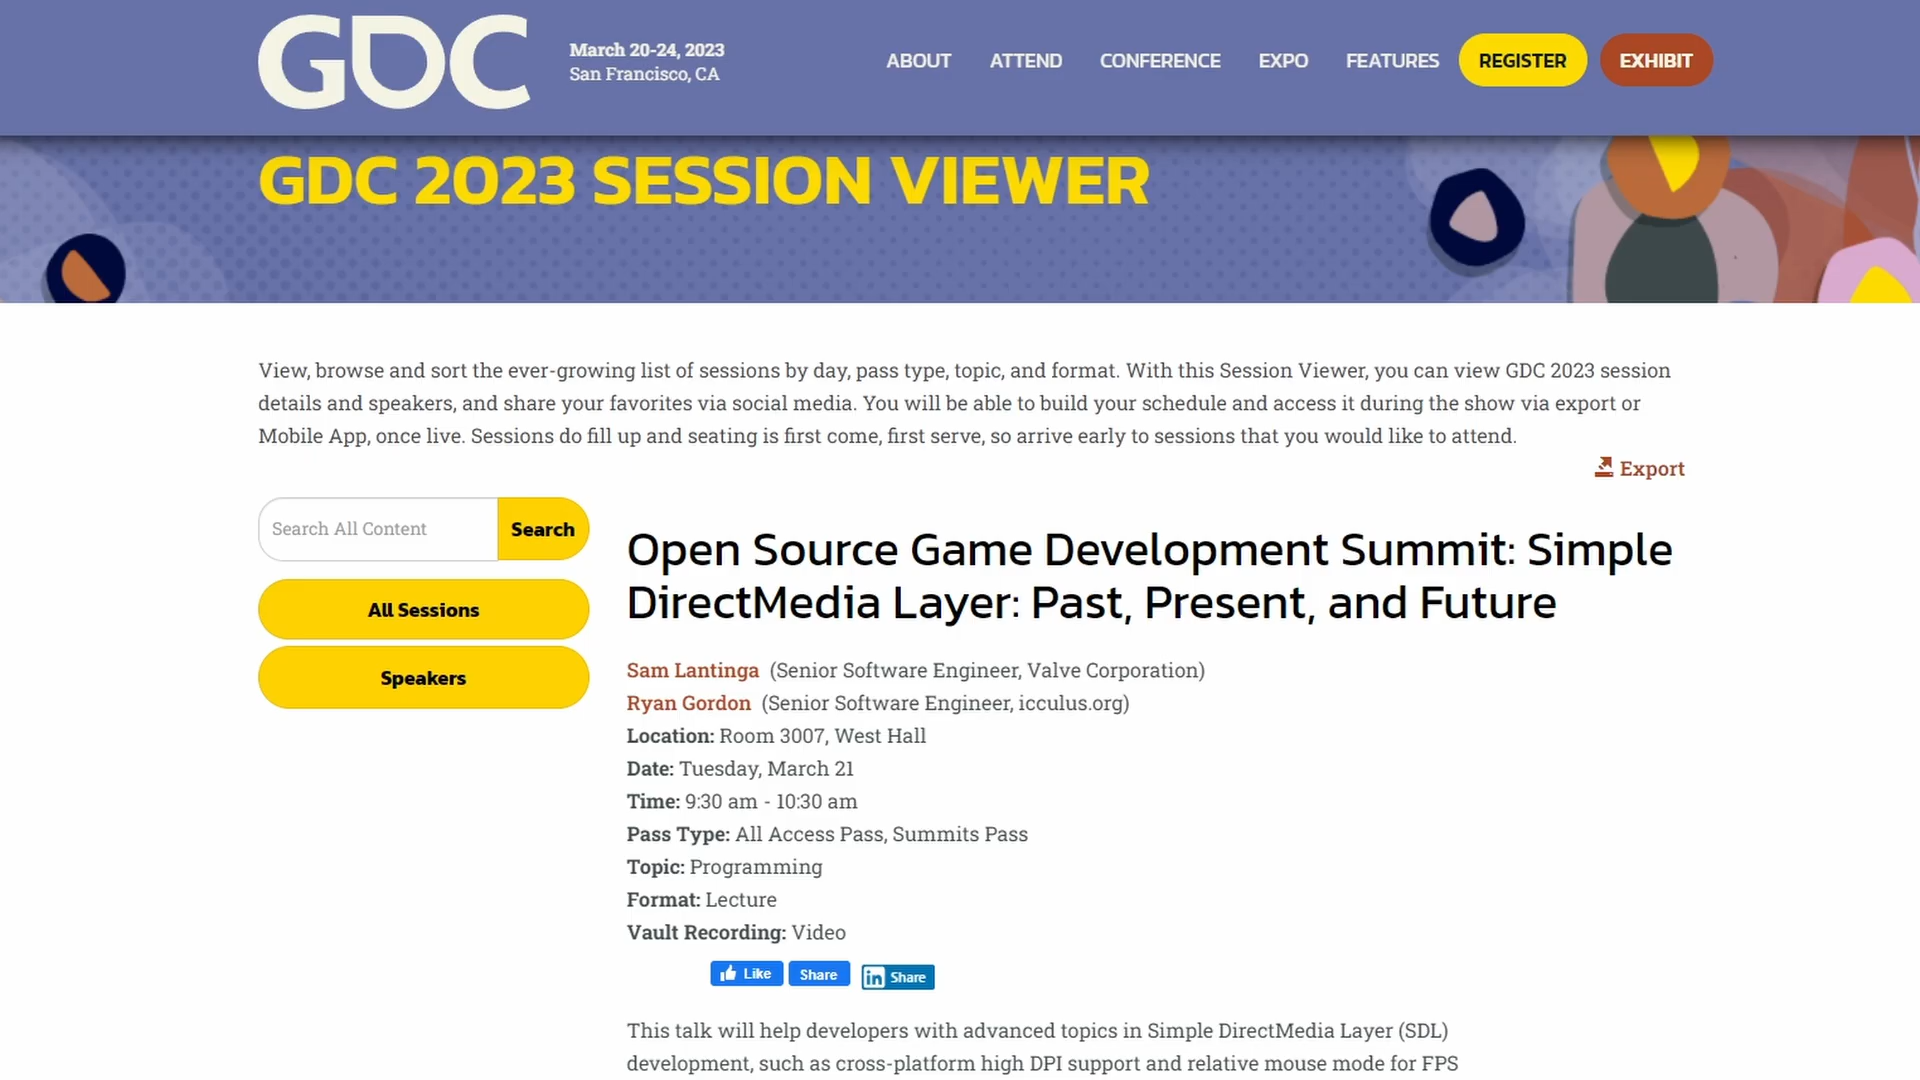 GDC
March 20-24, 2023
San Francisco, CA
ABOUT
ATTEND
CONFERENCE
EXPO
FEATURES
REGISTER
EXHIBIT
GDC 2023 SESSION VIEWER
View, browse and sort the ever-growing list of sessions by day, pass type, topic, and format. With this Session Viewer, you can view GDC 2023 session
details and speakers, and share your favorites via social media. You will be able to build your schedule and access it during the show via export or
Mobile App, once live. Sessions do fill up and seating is first come, first serve, so arrive early to sessions that you would like to attend.
Export
Search All Content
Search
All Sessions
Speakers
Open Source Game Development Summit: Simple
DirectMedia Layer: Past, Present, and Future
Sam Lantinga (Senior Software Engineer, Valve Corporation)
Ryan Gordon (Senior Software Engineer, icculus.org)
Location: Room 3007, West Hall
Date: Tuesday, March 21
Time: 9:30 am - 10:30 am
Pass Type: All Access Pass, Summits Pass
Topic: Programming
Format: Lecture
Vault Recording: Video
Like
Share
in Share
This talk will help developers with advanced topics in Simple DirectMedia Layer (SDL)
development, such as cross-platform high DPI support and relative mouse mode for FPS